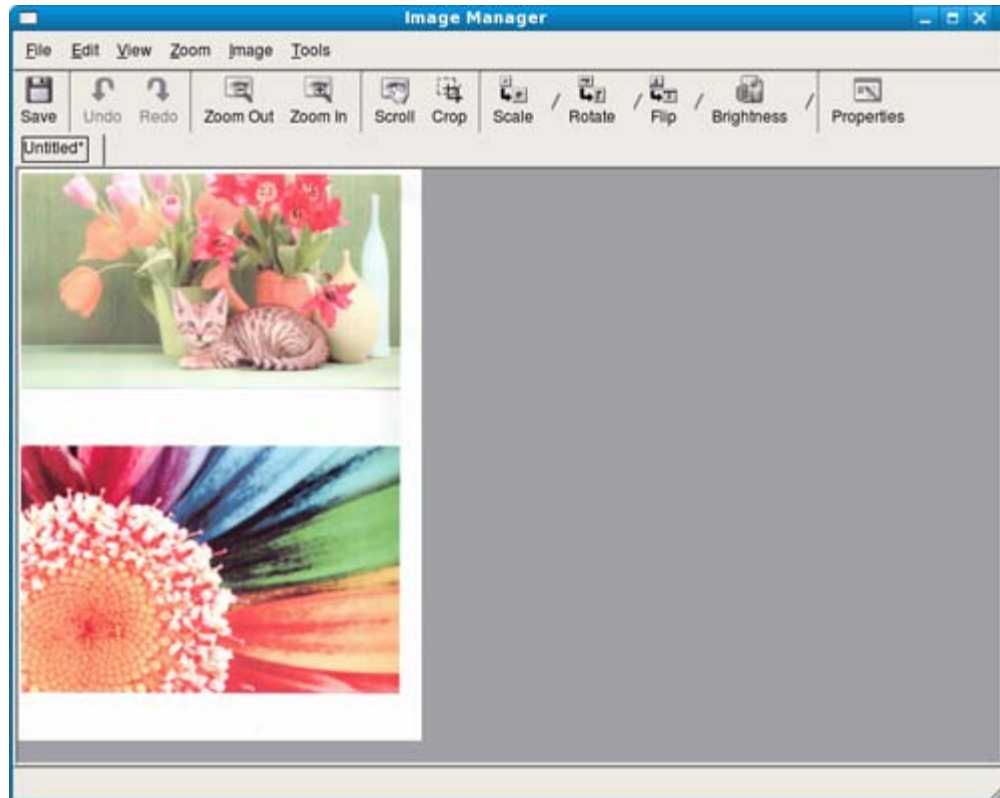 Image Manager
File Edit View Zoom Image Tools
Save Undo Redo Zoom Out Zoom In Scroll Crop Scale / Rotate / Flip / Brightness / Properties
Untitled*